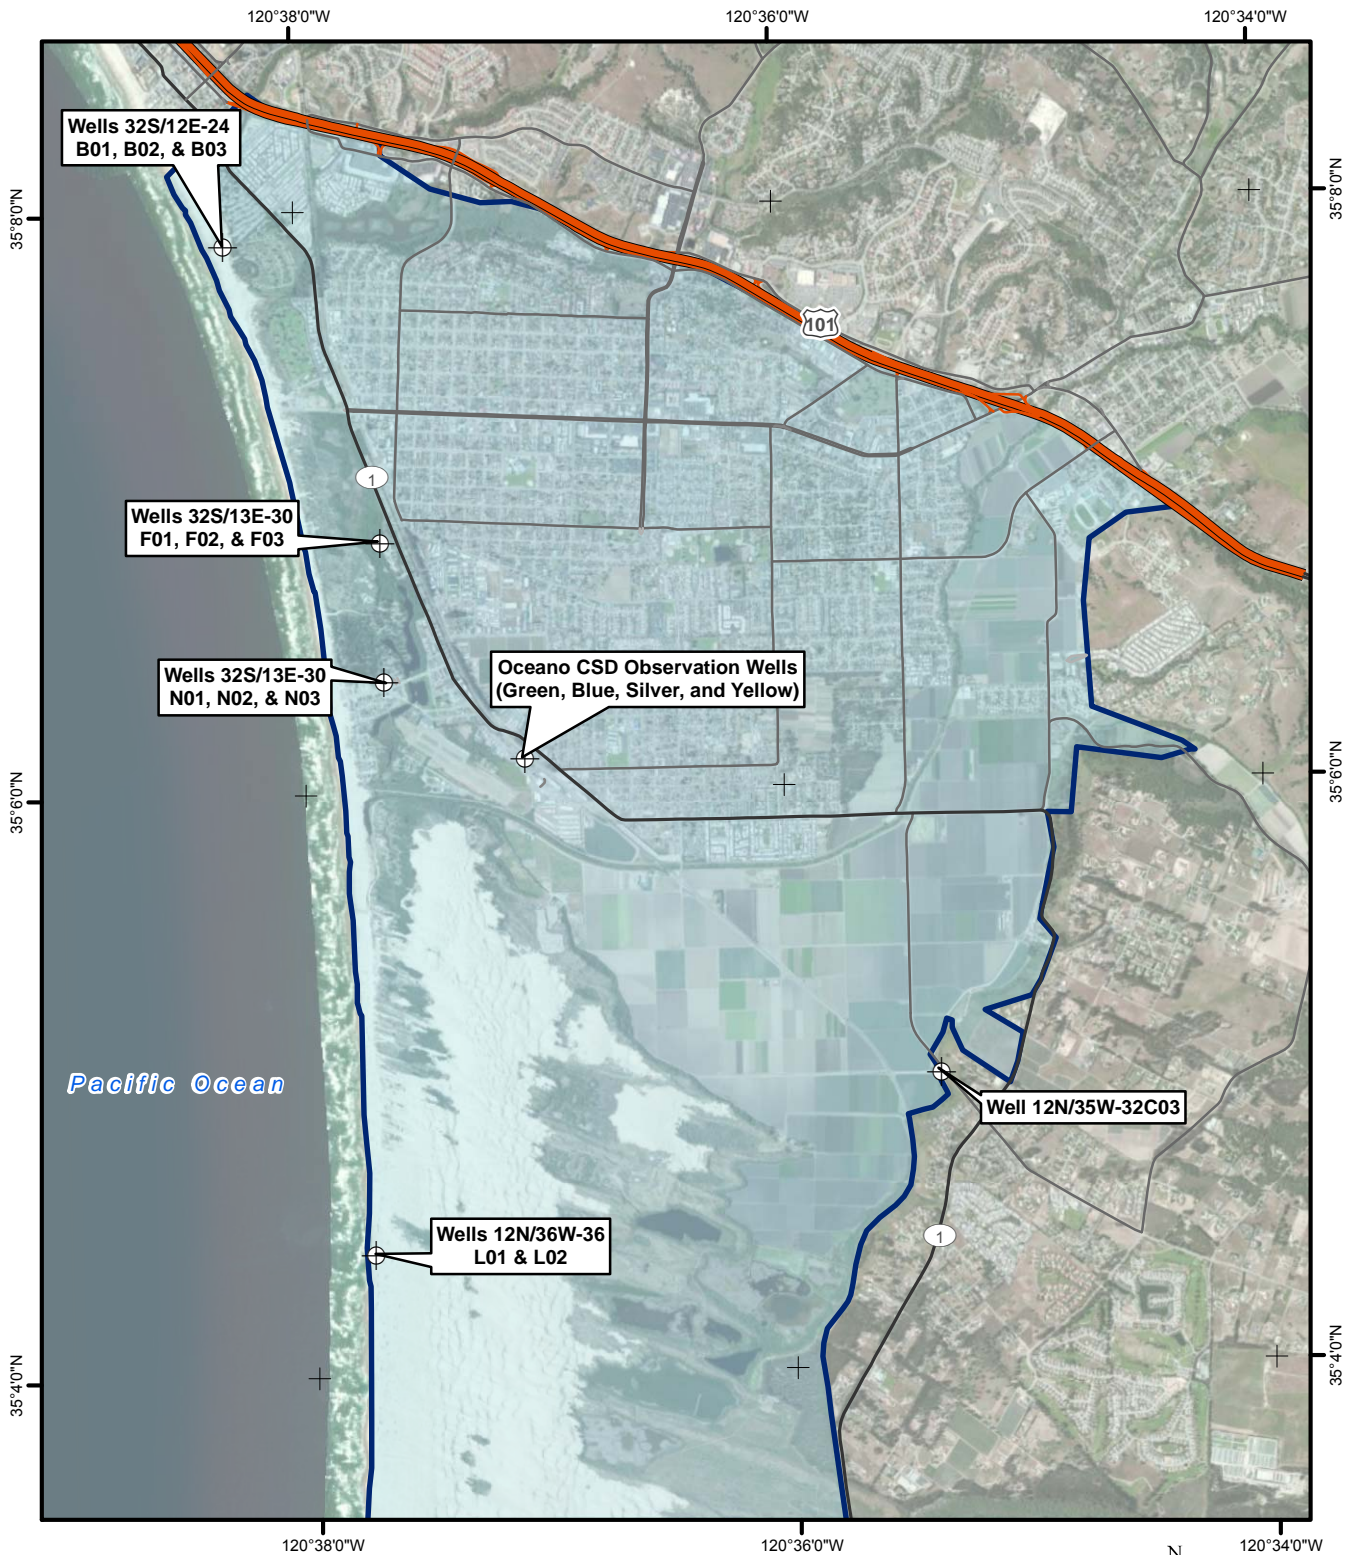 120°38'0"W
120°36'0"W
120°34'0"W
Wells 32S/12E-24
B01, B02, & B03
35°8'0"N
35°8'0"N
101
1
Wells 32S/13E-30
F01, F02, & F03
Wells 32S/13E-30
N01, N02, & N03
Oceano CSD Observation Wells
(Green, Blue, Silver, and Yellow)
35°6'0"N
35°6'0"N
Pacific Ocean
Well 12N/35W-32C03
Wells 12N/36W-36
L01 & L02
1
35°4'0"N
35°4'0"N
120°38'0"W
120°36'0"W
120°34'0"W
N